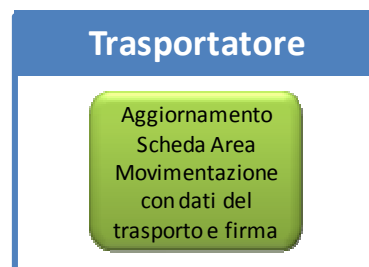 Trasportatore
Aggiornamento
Scheda Area
Movimentazione
con dati del
trasporto e firma